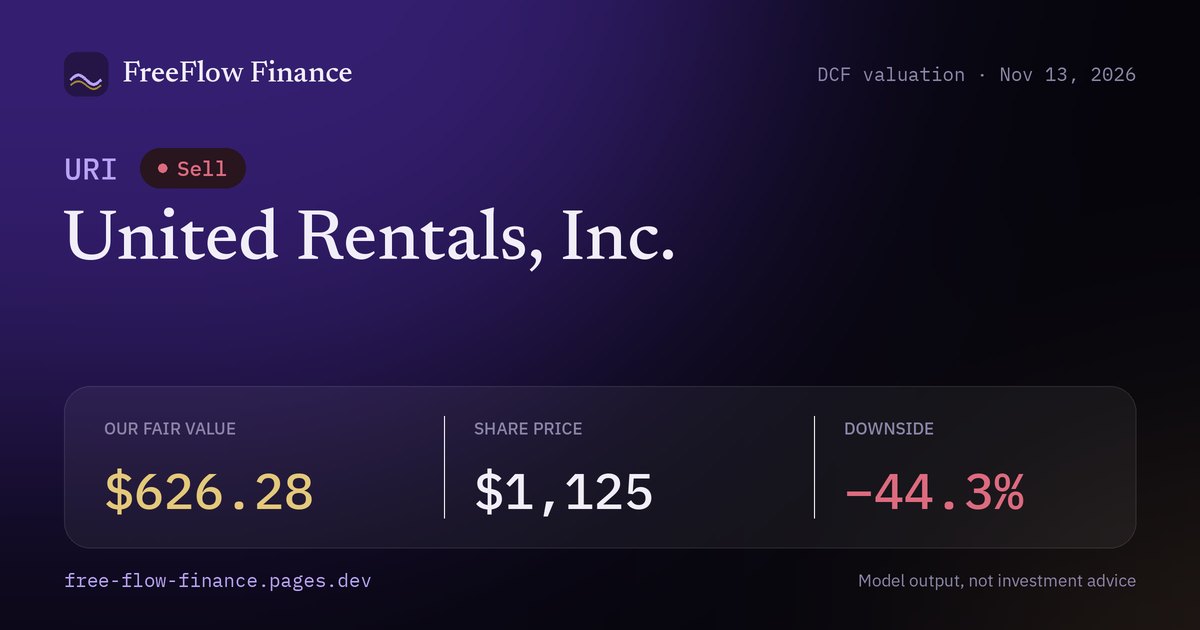 FreeFlow Finance
DCF valuation · Nov 13, 2026
URI
Sell
United Rentals, Inc.
OUR FAIR VALUE
$626.28
SHARE PRICE
$1,125
DOWNSIDE
−44.3%
free-flow-finance.pages.dev
Model output, not investment advice